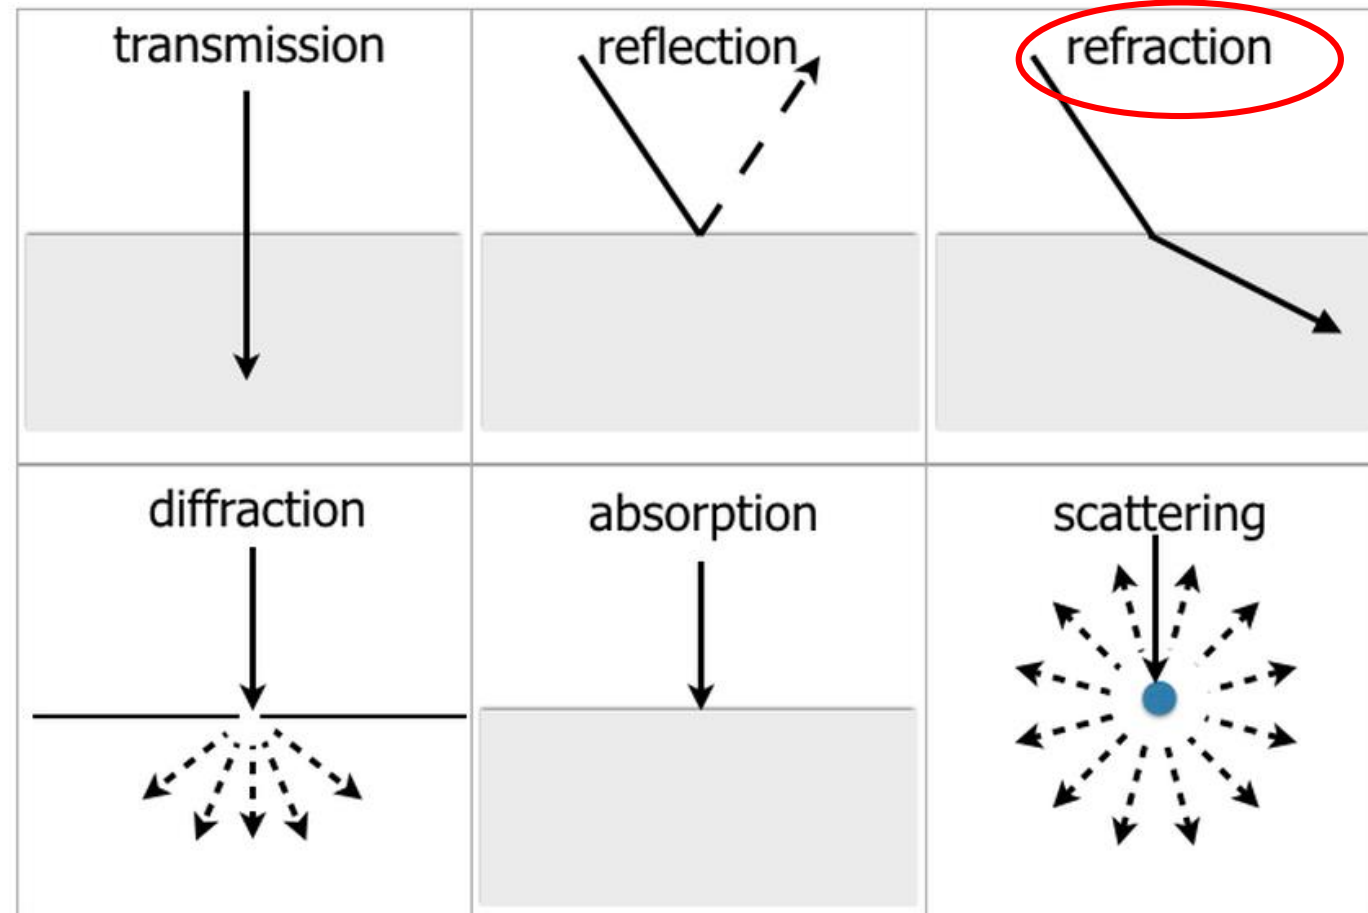 transmission
reflection
refraction
diffraction
absorption
scattering